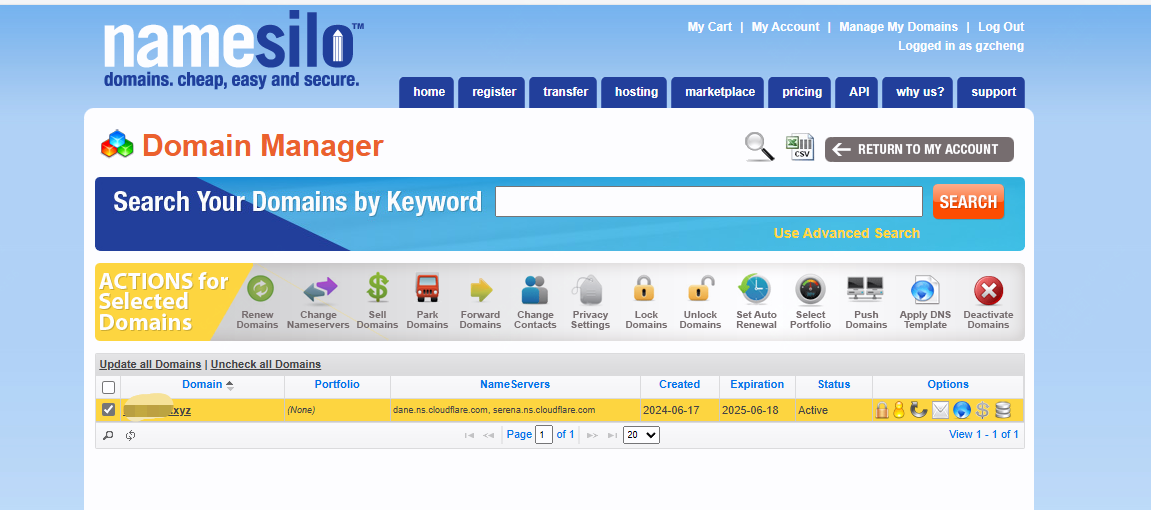 namesilo™
domains. cheap, easy and secure.
My Cart | My Account | Manage My Domains | Log Out
Logged in as gzcheng
home register transfer hosting marketplace pricing API why us? support
Domain Manager
CSV
RETURN TO MY ACCOUNT
Search Your Domains by Keyword
SEARCH
Use Advanced Search
ACTIONS for
Selected
Domains
Renew
Domains
Change
Nameservers
Sell
Domains
Park
Domains
Forward
Domains
Change
Contacts
Privacy
Settings
Lock
Domains
Unlock
Domains
Set Auto
Renewal
Select
Portfolio
Push
Domains
Apply DNS
Template
Deactivate
Domains
Update all Domains | Uncheck all Domains
Domain Portfolio NameServers Created Expiration Status Options
.xyz (None) dane.ns.cloudflare.com, serena.ns.cloudflare.com 2024-06-17 2025-06-18 Active
Page 1 of 1 20 View 1 - 1 of 1